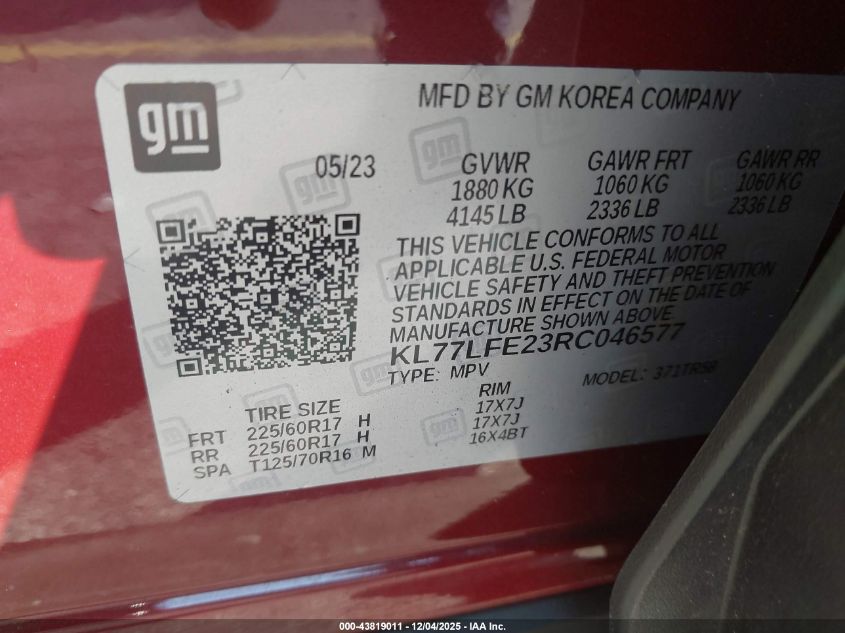 gm
MFD BY GM KOREA COMPANY
05/23
GVWR GAWR FRT GAWR RR
1880 KG 1060 KG 1060 KG
4145 LB 2336 LB 2336 LB
THIS VEHICLE CONFORMS TO ALL
APPLICABLE U.S. FEDERAL MOTOR
VEHICLE SAFETY AND THEFT PREVENTION
STANDARDS IN EFFECT ON THE DATE OF
MANUFACTURE SHOWN ABOVE.
KL77LFE23RC046577
TYPE: MPV MODEL: 371TR58
TIRE SIZE RIM
FRT 225/60R17 H 17X7J
RR 225/60R17 H 17X7J
SPA T125/70R16 M 16X4BT
000-43819011 - 12/04/2025 - IAA Inc.